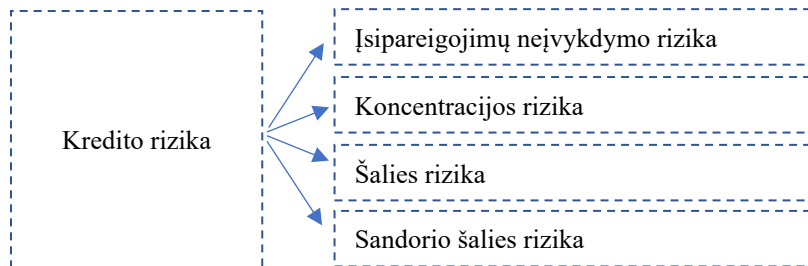 Kredito rizika
Įsipareigojimų neįvykdymo rizika
Koncentracijos rizika
Šalies rizika
Sandorio šalies rizika